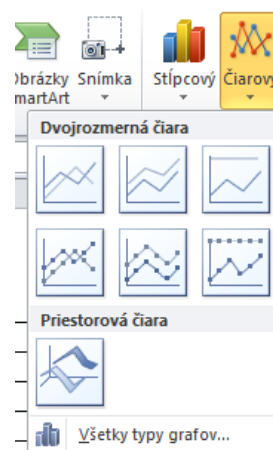 Obrázky Snímka Stĺpcový Čiarový
martArt
Dvojrozmerná čiara
Priestorová čiara
Všetky typy grafov...